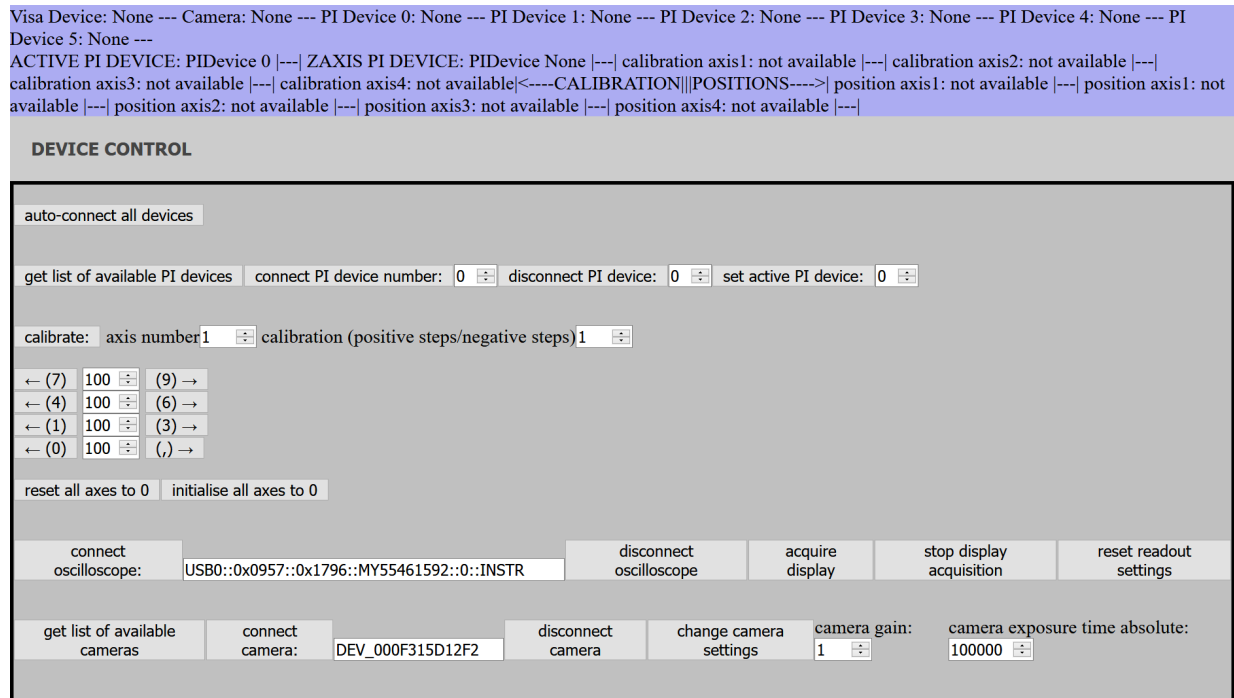 Visa Device: None --- Camera: None --- PI Device 0: None --- PI Device 1: None --- PI Device 2: None --- PI Device 3: None --- PI Device 4: None --- PI
Device 5: None ---
ACTIVE PI DEVICE: PIDevice 0 |---| ZAXIS PI DEVICE: PIDevice None |---| calibration axis1: not available |---| calibration axis2: not available |---|
calibration axis3: not available |---| calibration axis4: not available|<----CALIBRATION|||POSITIONS---->| position axis1: not available |---| position axis1: not
available |---| position axis2: not available |---| position axis3: not available |---| position axis4: not available |---|
DEVICE CONTROL
auto-connect all devices
get list of available PI devices connect PI device number: 0 disconnect PI device: 0 set active PI device: 0
calibrate: axis number 1 calibration (positive steps/negative steps) 1
← (7) 100 (9) →
← (4) 100 (6) →
← (1) 100 (3) →
← (0) 100 (,) →
reset all axes to 0 initialise all axes to 0
connect
oscilloscope:
USB0::0x0957::0x1796::MY55461592::0::INSTR
disconnect
oscilloscope
acquire
display
stop display
acquisition
reset readout
settings
get list of available
cameras
connect
camera:
DEV_000F315D12F2
disconnect
camera
change camera
settings
camera gain:
1
camera exposure time absolute:
100000